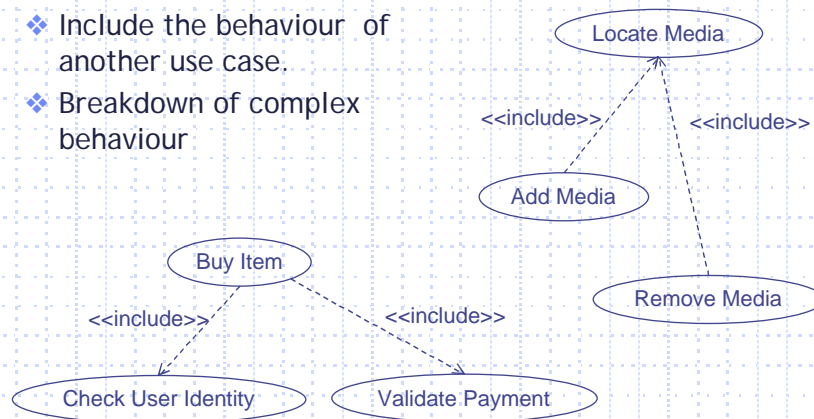 Include the behaviour of
another use case.
Breakdown of complex
behaviour
Locate Media
<<include>>
<<include>>
Add Media
Remove Media
Buy Item
<<include>>
<<include>>
Check User Identity
Validate Payment